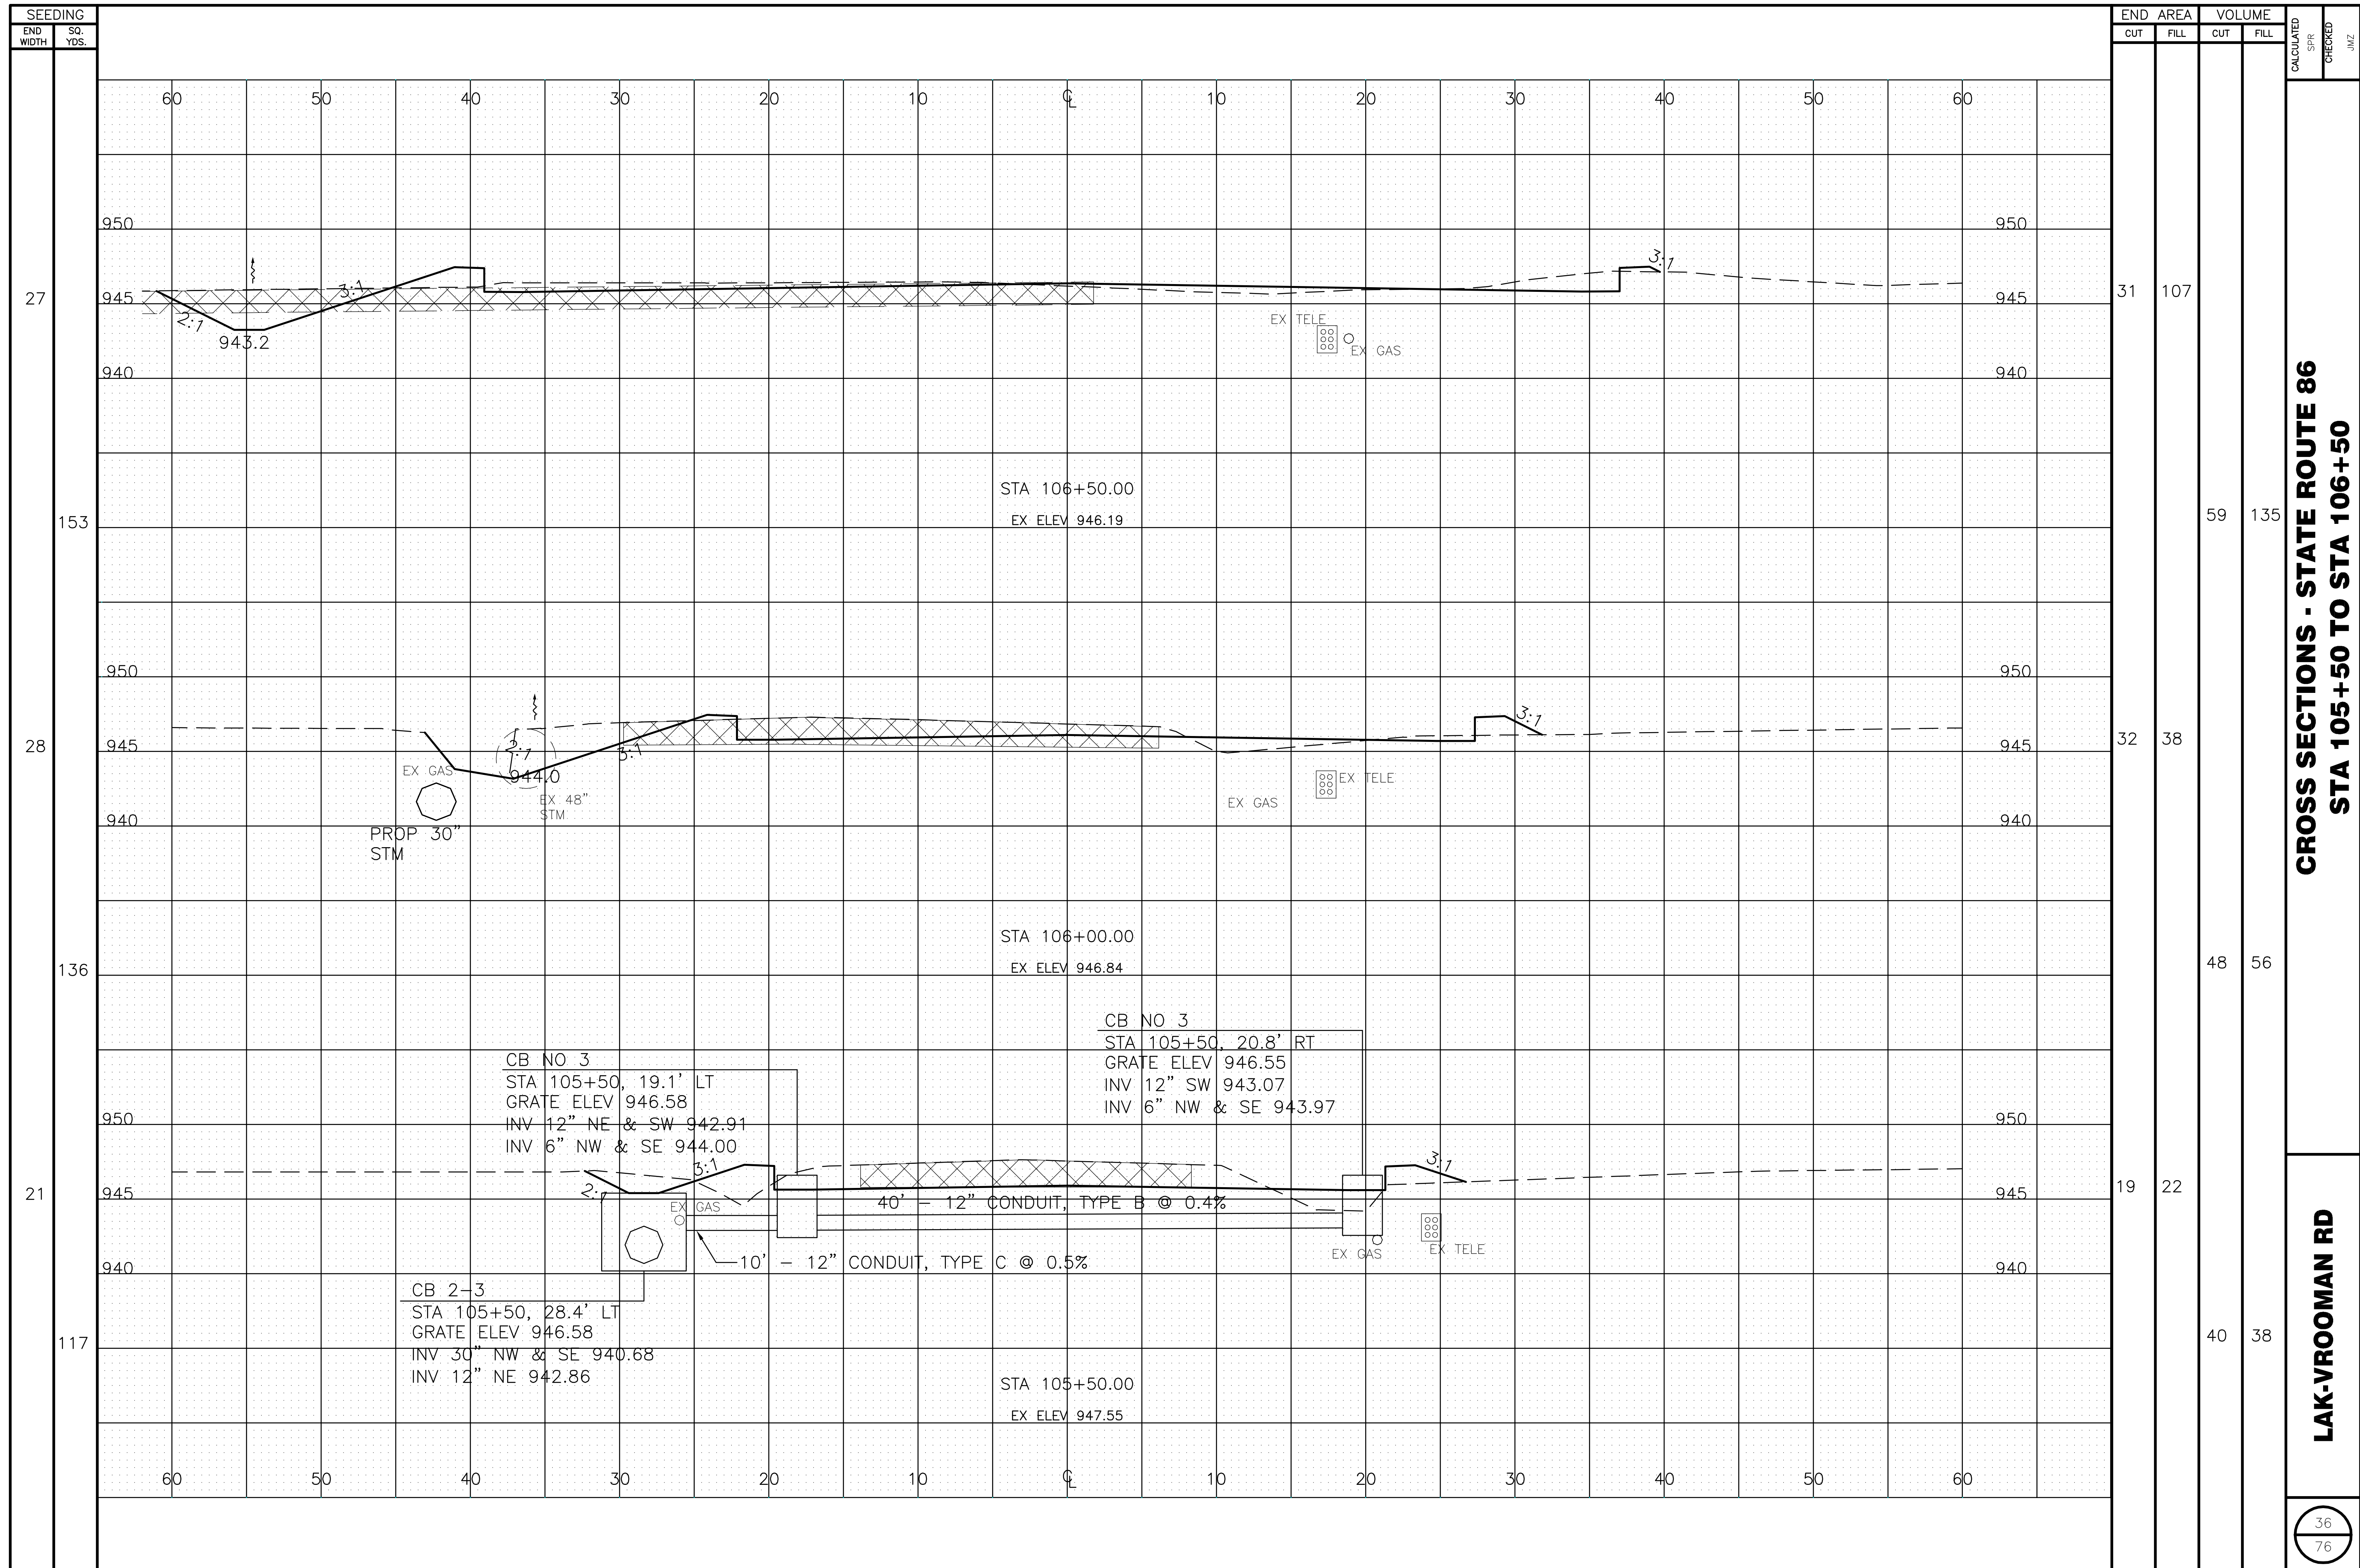 SEEDING
END WIDTH
SQ. YDS.
END AREA
VOLUME
CUT
FILL
CUT
FILL
CALCULATED
SPR
CHECKED
JMZ
60 50 40 30 20 10 ℄ 10 20 30 40 50 60
950
950
3:1
3:1
27
945
945
31
107
2:1
943.2
EX TELE
EX GAS
940
940
STA 106+50.00
EX ELEV 946.19
153
59
135
950
950
28
945
945
32
38
2:1
3:1
3:1
EX GAS
944.0
EX 48"
STM
EX TELE
EX GAS
940
940
PROP 30"
STM
STA 106+00.00
EX ELEV 946.84
136
48
56
CB NO 3
STA 105+50, 20.8' RT
GRATE ELEV 946.55
INV 12" SW 943.07
INV 6" NW & SE 943.97
CB NO 3
STA 105+50, 19.1' LT
GRATE ELEV 946.58
INV 12" NE & SW 942.91
INV 6" NW & SE 944.00
950
950
3:1
3:1
2:1
21
945
945
19
22
EX GAS
40' - 12" CONDUIT, TYPE B @ 0.4%
10' - 12" CONDUIT, TYPE C @ 0.5%
EX GAS
EX TELE
940
940
CB 2-3
STA 105+50, 28.4' LT
GRATE ELEV 946.58
INV 30" NW & SE 940.68
INV 12" NE 942.86
117
40
38
STA 105+50.00
EX ELEV 947.55
60 50 40 30 20 10 ℄ 10 20 30 40 50 60
CROSS SECTIONS - STATE ROUTE 86
STA 105+50 TO STA 106+50
LAK-VROOMAN RD
36
76